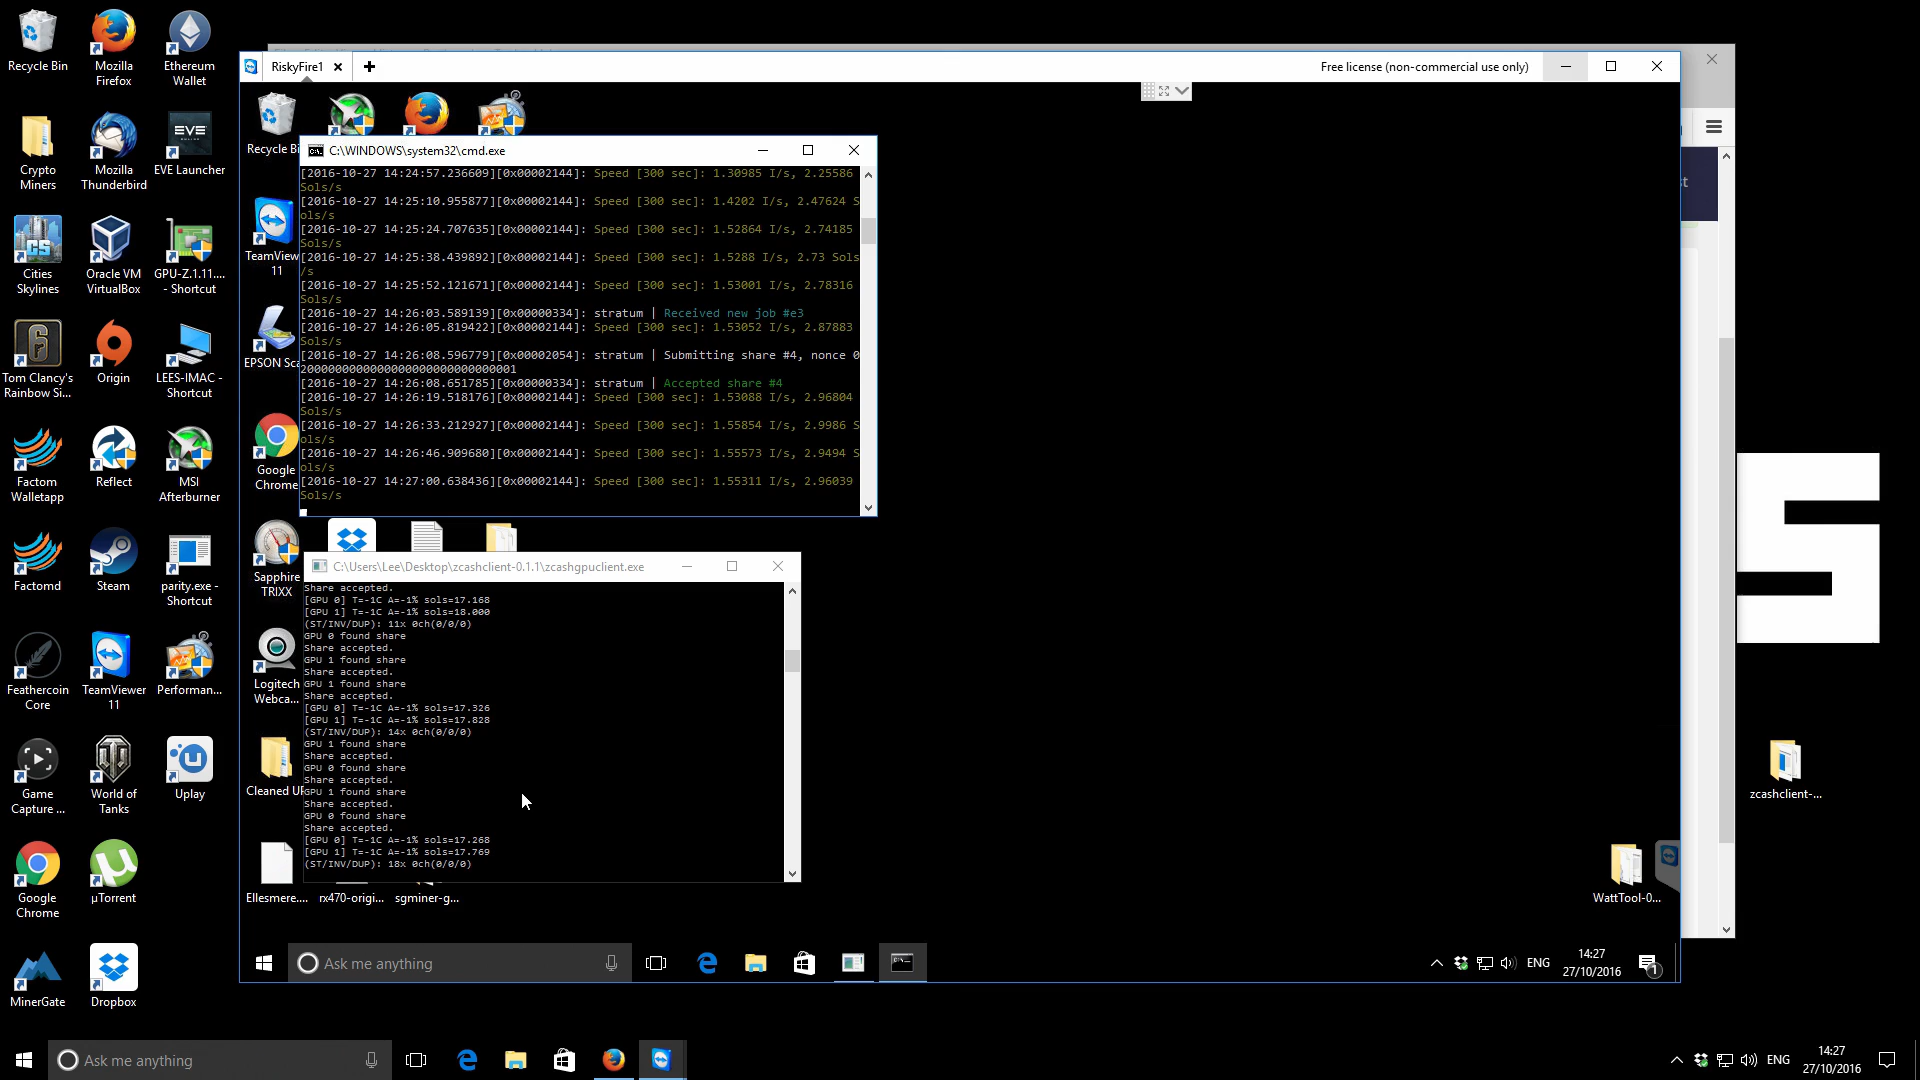 Recycle Bin
Mozilla
Firefox
Ethereum
Wallet
Crypto
Miners
Mozilla
Thunderbird
EVE
EVE Launcher
CS
Cities
Skylines
Oracle VM
VirtualBox
GPU-Z.1.11....
- Shortcut
6
Tom Clancy's
Rainbow Si...
Origin
LEES-IMAC -
Shortcut
Factom
Walletapp
Reflect
MSI
Afterburner
Factomd
Steam
parity.exe -
Shortcut
Feathercoin
Core
TeamViewer
11
Performan...
Game
Capture ...
World of
Tanks
Uplay
Google
Chrome
µTorrent
MinerGate
Dropbox
RiskyFire1
Free license (non-commercial use only)
Recycle Bi
TeamView
11
EPSON Sca
Google
Chrome
Sapphire
TRIXX
Logitech
Webca...
Cleaned UP
Ellesmere....
rx470-origi...
sgminer-g...
C:\WINDOWS\system32\cmd.exe
[2016-10-27 14:24:57.236609][0x00002144]: Speed [300 sec]: 1.30985 I/s, 2.25586
Sols/s
[2016-10-27 14:25:10.955877][0x00002144]: Speed [300 sec]: 1.4202 I/s, 2.47624 S
ols/s
[2016-10-27 14:25:24.707635][0x00002144]: Speed [300 sec]: 1.52864 I/s, 2.74185
Sols/s
[2016-10-27 14:25:38.439892][0x00002144]: Speed [300 sec]: 1.5288 I/s, 2.73 Sols
/s
[2016-10-27 14:25:52.121671][0x00002144]: Speed [300 sec]: 1.53001 I/s, 2.78316
Sols/s
[2016-10-27 14:26:03.589139][0x00000334]: stratum | Received new job #e3
[2016-10-27 14:26:05.819422][0x00002144]: Speed [300 sec]: 1.53052 I/s, 2.87883
Sols/s
[2016-10-27 14:26:08.596779][0x00002054]: stratum | Submitting share #4, nonce 0
2000000000000000000000000000001
[2016-10-27 14:26:08.651785][0x00000334]: stratum | Accepted share #4
[2016-10-27 14:26:19.518176][0x00002144]: Speed [300 sec]: 1.53088 I/s, 2.96804
Sols/s
[2016-10-27 14:26:33.212927][0x00002144]: Speed [300 sec]: 1.55854 I/s, 2.9986 S
ols/s
[2016-10-27 14:26:46.909680][0x00002144]: Speed [300 sec]: 1.55573 I/s, 2.9494 S
ols/s
[2016-10-27 14:27:00.638436][0x00002144]: Speed [300 sec]: 1.55311 I/s, 2.96039
Sols/s
C:\Users\Lee\Desktop\zcashclient-0.1.1\zcashgpuclient.exe
Share accepted.
[GPU 0] T=-1C A=-1% sols=17.168
[GPU 1] T=-1C A=-1% sols=18.000
(ST/INV/DUP): 11x 0ch(0/0/0)
GPU 0 found share
Share accepted.
GPU 1 found share
Share accepted.
GPU 1 found share
Share accepted.
[GPU 0] T=-1C A=-1% sols=17.326
[GPU 1] T=-1C A=-1% sols=17.828
(ST/INV/DUP): 14x 0ch(0/0/0)
GPU 1 found share
Share accepted.
GPU 0 found share
Share accepted.
GPU 1 found share
Share accepted.
GPU 0 found share
Share accepted.
[GPU 0] T=-1C A=-1% sols=17.268
[GPU 1] T=-1C A=-1% sols=17.769
(ST/INV/DUP): 18x 0ch(0/0/0)
WattTool-0...
Ask me anything
ENG
14:27
27/10/2016
1
S
zcashclient-...
Ask me anything
ENG
14:27
27/10/2016